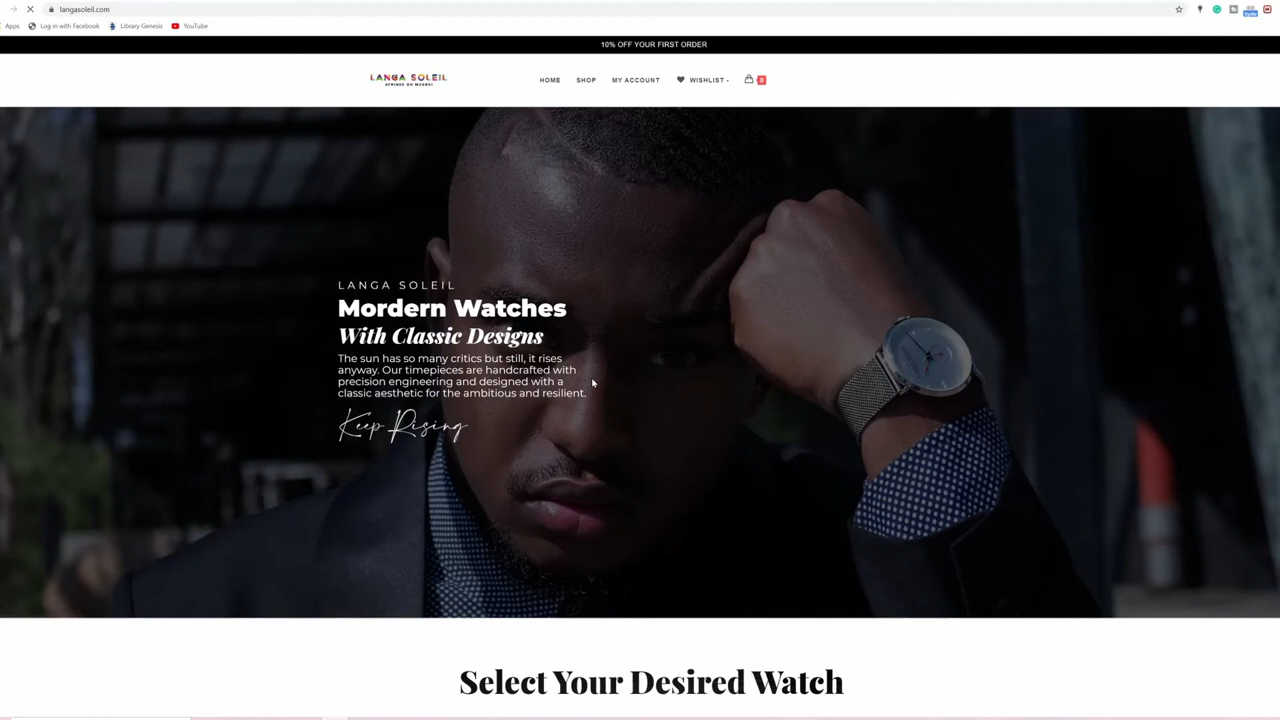 langasoleil.com
Apps
Log in with Facebook
Library Genesis
YouTube
10% OFF YOUR FIRST ORDER
LANGA SOLEIL
AFRIQUE DU MZANSI
HOME
SHOP
MY ACCOUNT
WISHLIST -
0
LANGA SOLEIL
Mordern Watches
With Classic Designs
The sun has so many critics but still, it rises
anyway. Our timepieces are handcrafted with
precision engineering and designed with a
classic aesthetic for the ambitious and resilient.
Keep Rising
Select Your Desired Watch